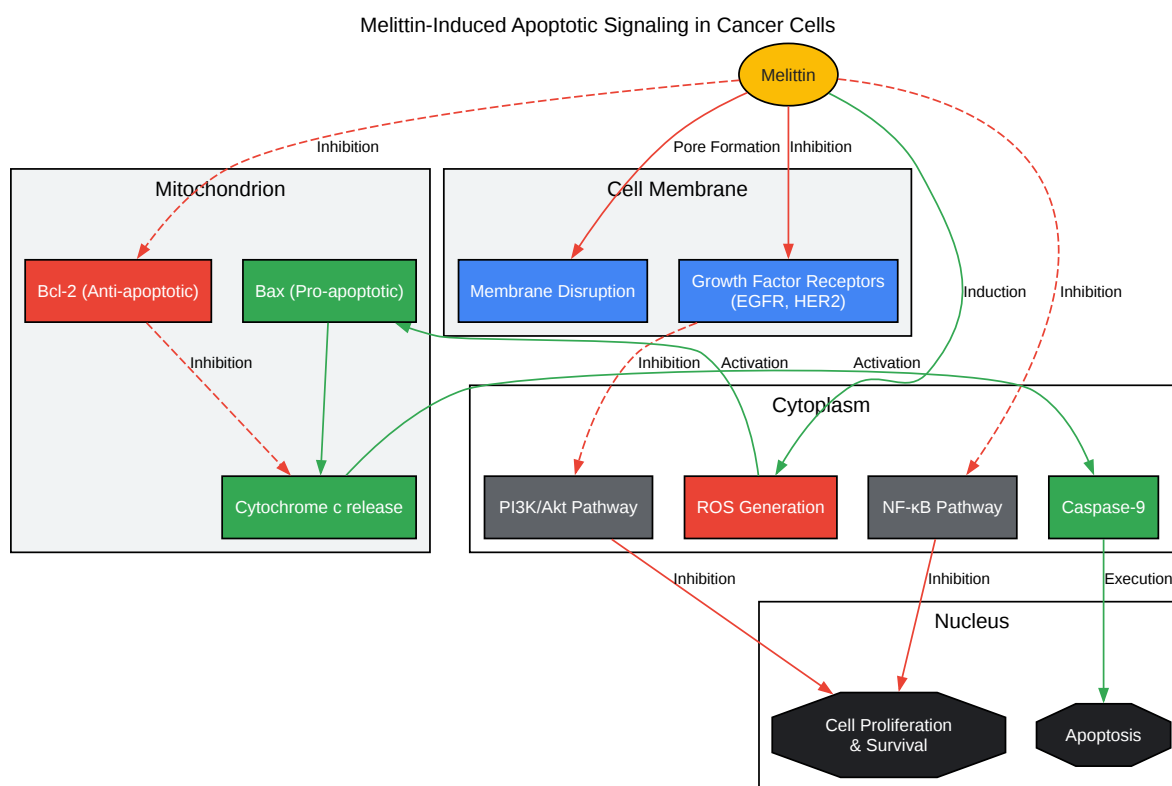 Melittin-Induced Apoptotic Signaling in Cancer Cells
Melittin
Inhibition
Pore Formation
Inhibition
Mitochondrion
Cell Membrane
Bcl-2 (Anti-apoptotic)
Bax (Pro-apoptotic)
Membrane Disruption
Growth Factor Receptors
(EGFR, HER2)
Induction
Inhibition
Inhibition
Inhibition
Activation
Activation
Cytoplasm
Cytochrome c release
PI3K/Akt Pathway
ROS Generation
NF-κB Pathway
Caspase-9
Inhibition
Inhibition
Execution
Nucleus
Cell Proliferation
& Survival
Apoptosis